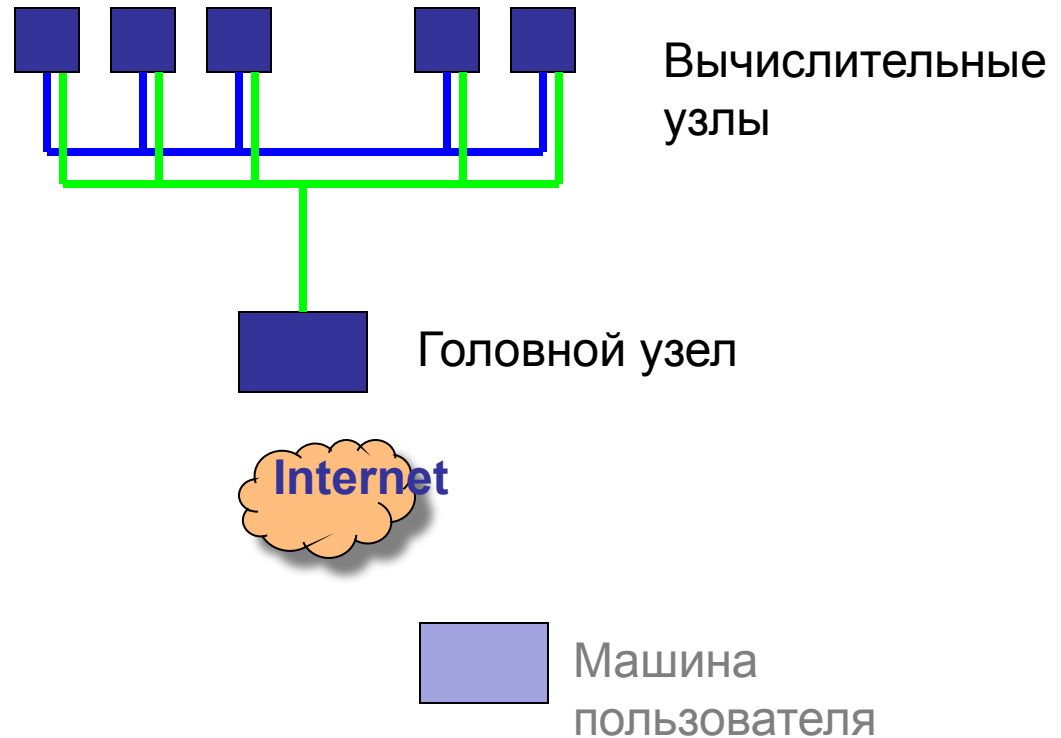 Вычислительные
узлы
Головной узел
Internet
Машина
пользователя